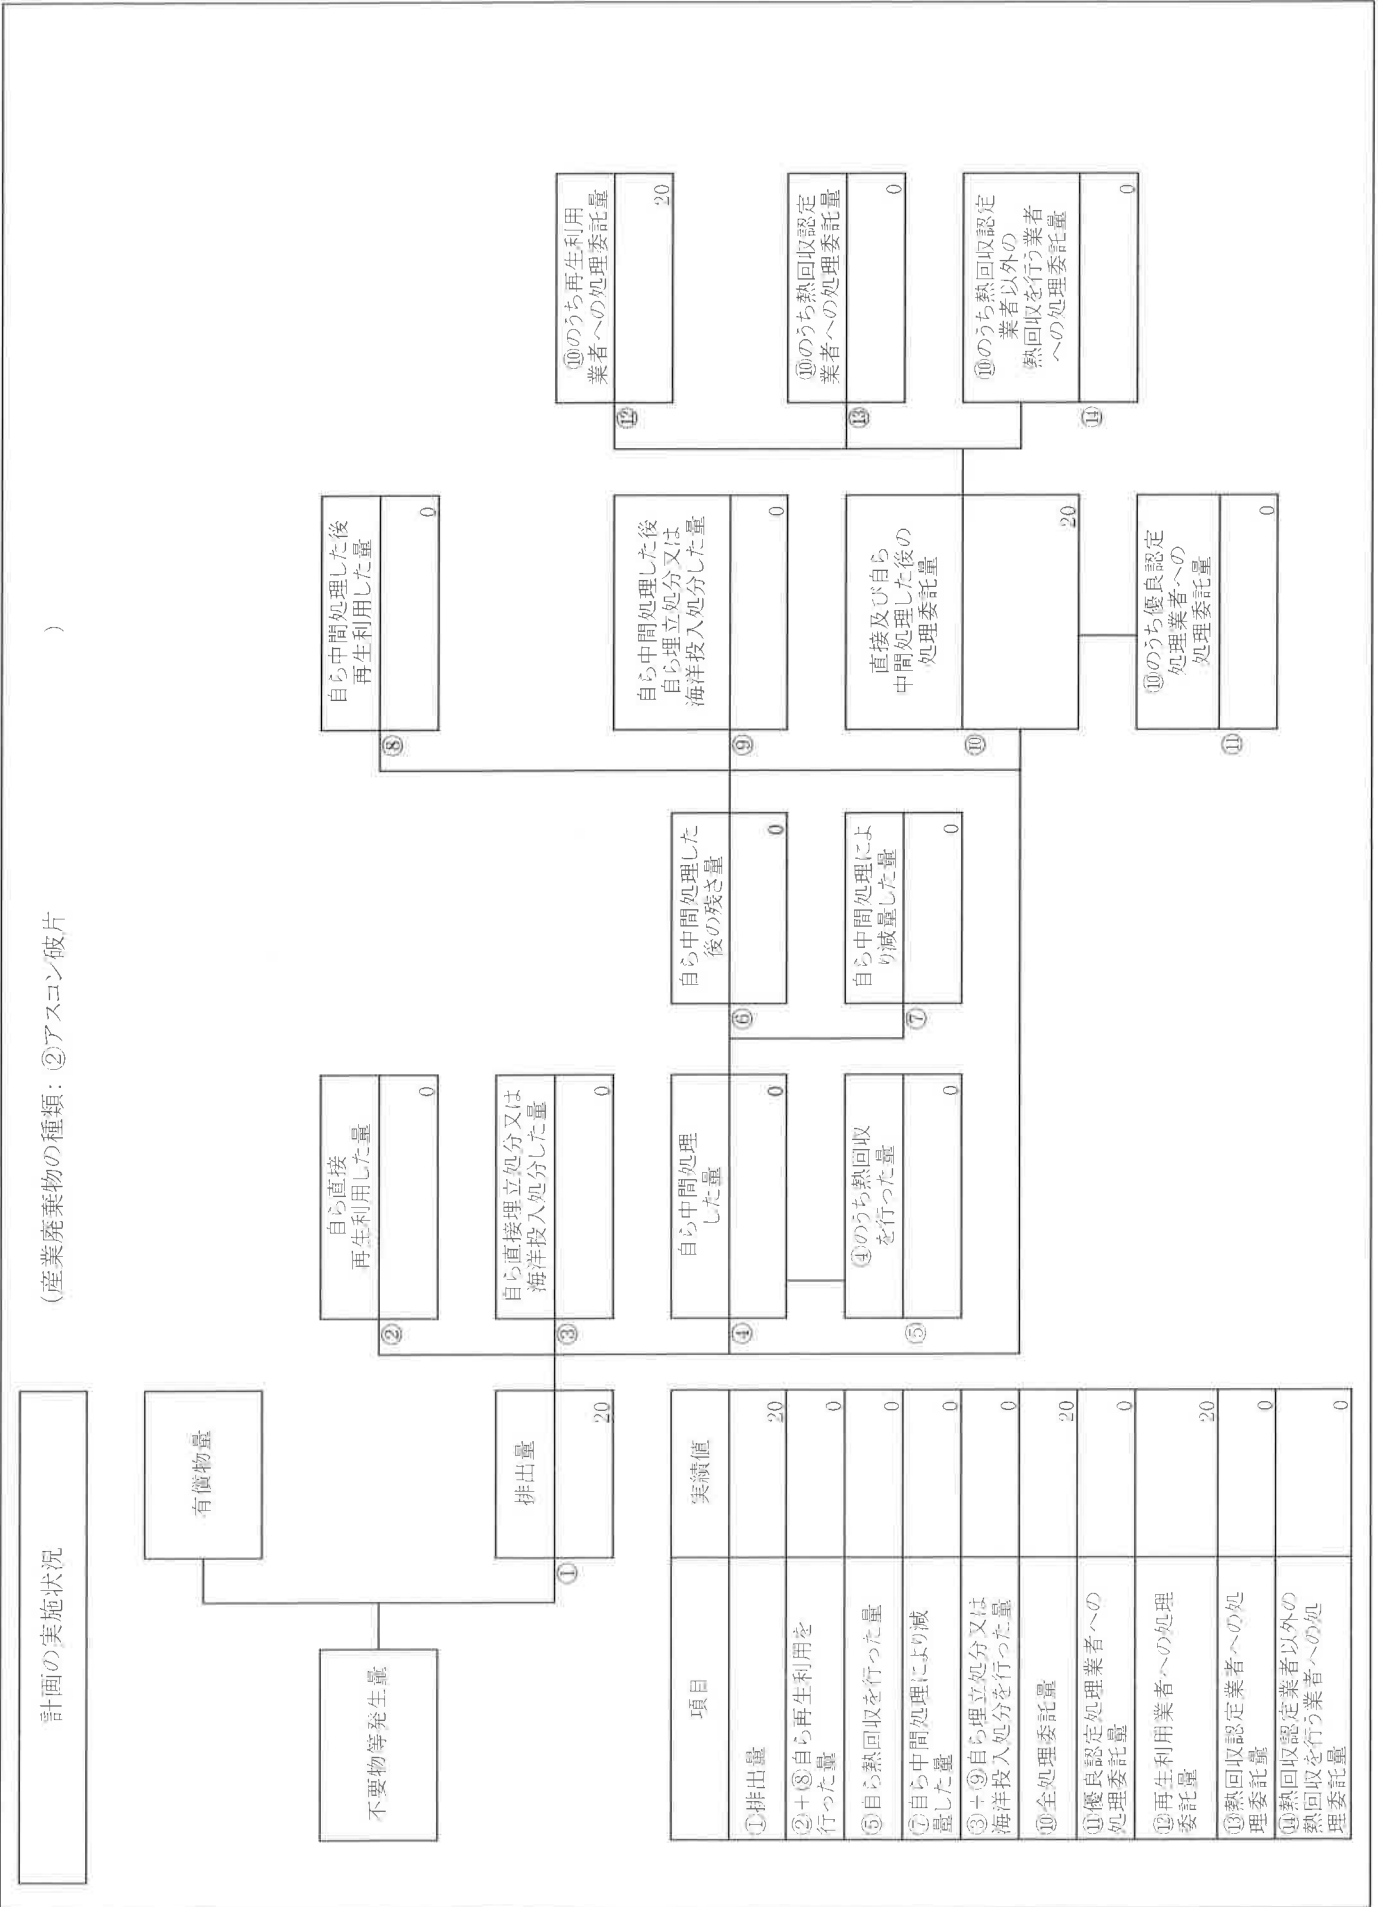 計画の実施状況
(産業廃棄物の種類：②アスコン破片
)
不要物等発生量
有償物量
①
排出量
20
②
自ら直接
再生利用した量
0
③
自ら直接埋立処分又は
海洋投入処分した量
0
④
自ら中間処理
した量
0
⑤
④のうち熱回収
を行った量
0
⑥
自ら中間処理した
後の残さ量
0
⑦
自ら中間処理によ
り減量した量
0
⑧
自ら中間処理した後
再生利用した量
0
⑨
自ら中間処理した後
自ら埋立処分又は
海洋投入処分した量
0
⑩
直接及び自ら
中間処理した後の
処理委託量
20
⑪
⑩のうち優良認定
処理業者への
処理委託量
0
⑫
⑩のうち再生利用
業者への処理委託量
20
⑬
⑩のうち熱回収認定
業者への処理委託量
0
⑭
⑩のうち熱回収認定
業者以外の
熱回収を行う業者
への処理委託量
0
項目
実績値
①排出量
20
②＋⑧自ら再生利用を
行った量
0
⑤自ら熱回収を行った量
0
⑦自ら中間処理により減
量した量
0
③＋⑨自ら埋立処分又は
海洋投入処分を行った量
0
⑩全処理委託量
20
⑪優良認定処理業者への
処理委託量
0
⑫再生利用業者への処理
委託量
20
⑬熱回収認定業者への処
理委託量
0
⑭熱回収認定業者以外の
熱回収を行う業者への処
理委託量
0